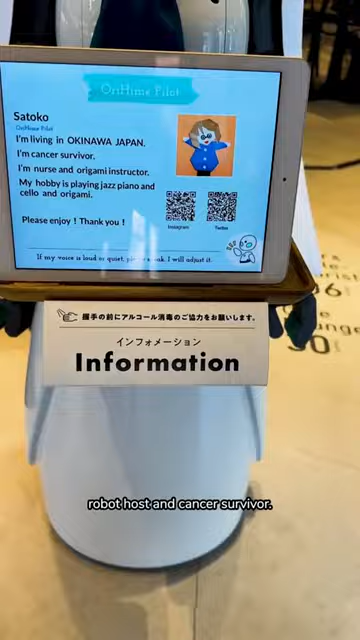 OriHime Pilot
Satoko
OriHime Pilot
I'm living in OKINAWA JAPAN.
I'm cancer survivor.
I'm nurse and origami instructor.
My hobby is playing jazz piano and
cello and origami.
Please enjoy ! Thank you !
Instagram
Twitter
If my voice is loud or quiet, please speak. I will adjust it.
握手の前にアルコール消毒のご協力をお願いします。
インフォメーション
Information
robot host and cancer survivor.